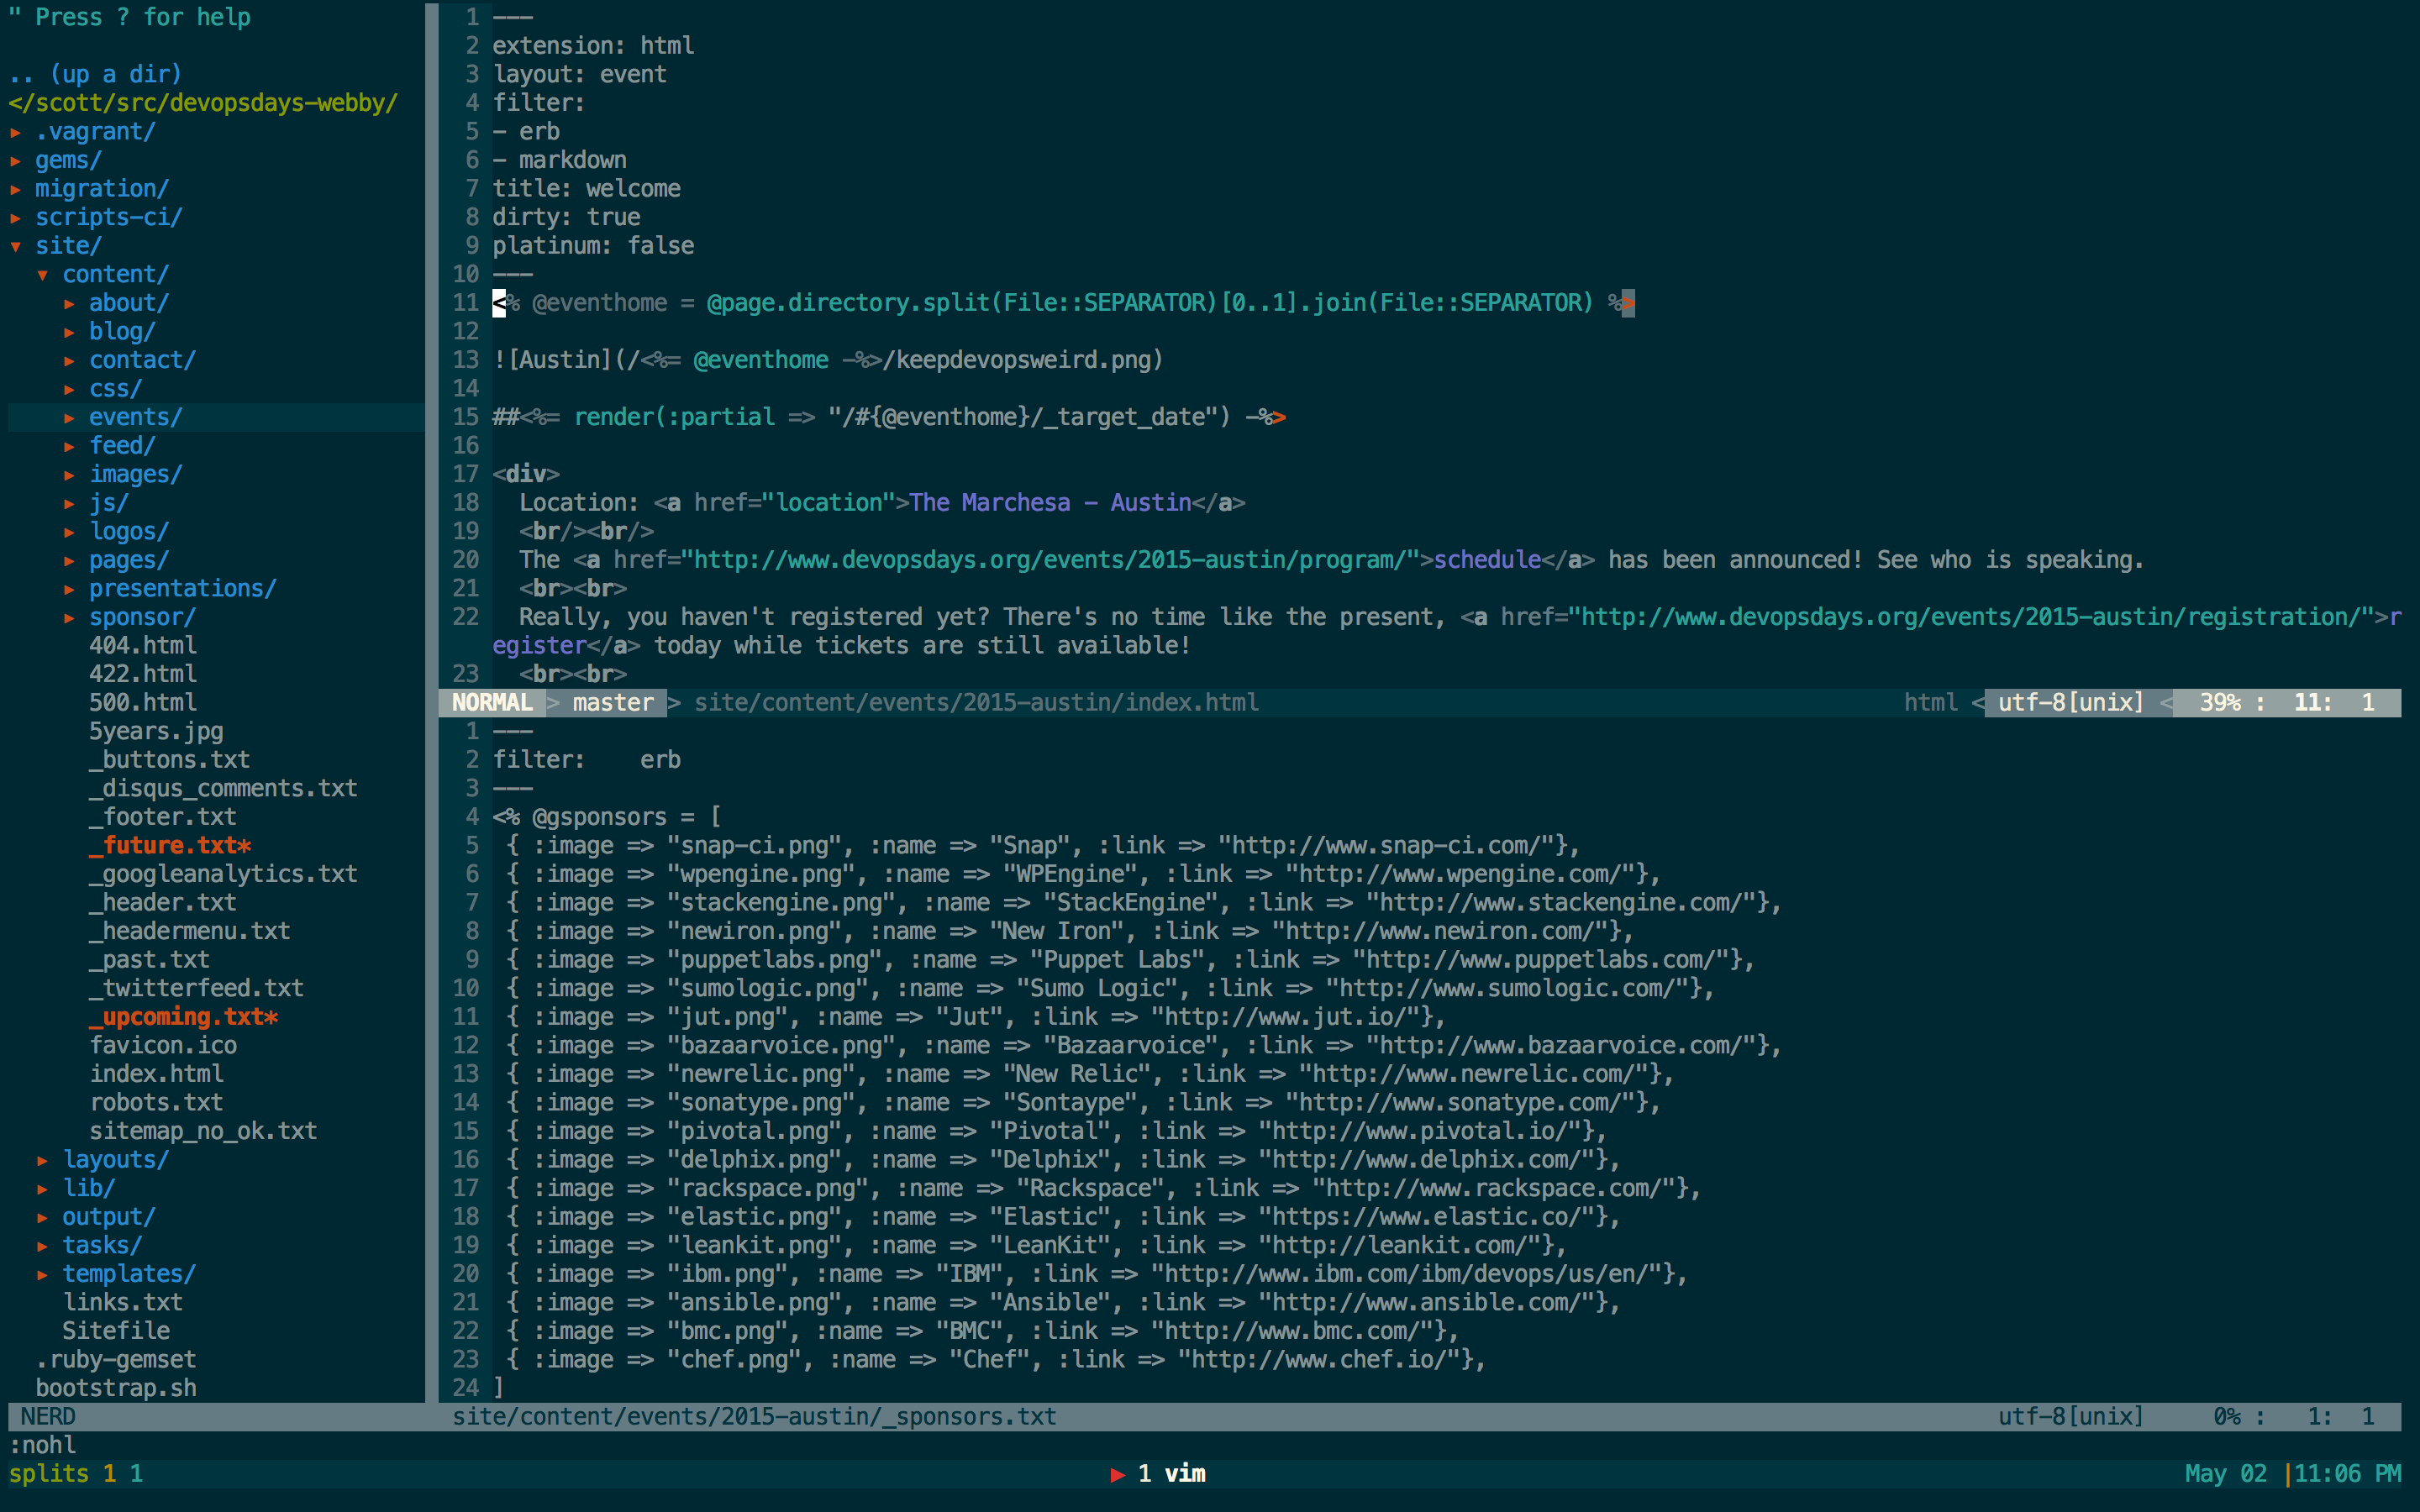 " Press ? for help
.. (up a dir)
</scott/src/devopsdays-webby/
▸ .vagrant/
▸ gems/
▸ migration/
▸ scripts-ci/
▾ site/
▾ content/
▸ about/
▸ blog/
▸ contact/
▸ css/
▸ events/
▸ feed/
▸ images/
▸ js/
▸ logos/
▸ pages/
▸ presentations/
▸ sponsor/
404.html
422.html
500.html
5years.jpg
_buttons.txt
_disqus_comments.txt
_footer.txt
_future.txt*
_googleanalytics.txt
_header.txt
_headermenu.txt
_past.txt
_twitterfeed.txt
_upcoming.txt*
favicon.ico
index.html
robots.txt
sitemap_no_ok.txt
▸ layouts/
▸ lib/
▸ output/
▸ tasks/
▸ templates/
links.txt
Sitefile
.ruby-gemset
bootstrap.sh
NERD
1 ---
2 extension: html
3 layout: event
4 filter:
5 - erb
6 - markdown
7 title: welcome
8 dirty: true
9 platinum: false
10 ---
11 <% @eventhome = @page.directory.split(File::SEPARATOR)[0..1].join(File::SEPARATOR) %>
12
13 ![Austin](/<%= @eventhome -%>/keepdevopsweird.png)
14
15 ##<%= render(:partial => "/#{@eventhome}/_target_date") -%>
16
17 <div>
18   Location: <a href="location">The Marchesa - Austin</a>
19   <br/><br/>
20   The <a href="http://www.devopsdays.org/events/2015-austin/program/">schedule</a> has been announced! See who is speaking.
21   <br><br>
22   Really, you haven't registered yet? There's no time like the present, <a href="http://www.devopsdays.org/events/2015-austin/registration/">r
egister</a> today while tickets are still available!
23   <br><br>
NORMAL > master > site/content/events/2015-austin/index.html html < utf-8[unix] < 39% : 11: 1
1 ---
2 filter:    erb
3 ---
4 <% @gsponsors = [
5  { :image => "snap-ci.png", :name => "Snap", :link => "http://www.snap-ci.com/"},
6  { :image => "wpengine.png", :name => "WPEngine", :link => "http://www.wpengine.com/"},
7  { :image => "stackengine.png", :name => "StackEngine", :link => "http://www.stackengine.com/"},
8  { :image => "newiron.png", :name => "New Iron", :link => "http://www.newiron.com/"},
9  { :image => "puppetlabs.png", :name => "Puppet Labs", :link => "http://www.puppetlabs.com/"},
10  { :image => "sumologic.png", :name => "Sumo Logic", :link => "http://www.sumologic.com/"},
11  { :image => "jut.png", :name => "Jut", :link => "http://www.jut.io/"},
12  { :image => "bazaarvoice.png", :name => "Bazaarvoice", :link => "http://www.bazaarvoice.com/"},
13  { :image => "newrelic.png", :name => "New Relic", :link => "http://www.newrelic.com/"},
14  { :image => "sonatype.png", :name => "Sontaype", :link => "http://www.sonatype.com/"},
15  { :image => "pivotal.png", :name => "Pivotal", :link => "http://www.pivotal.io/"},
16  { :image => "delphix.png", :name => "Delphix", :link => "http://www.delphix.com/"},
17  { :image => "rackspace.png", :name => "Rackspace", :link => "http://www.rackspace.com/"},
18  { :image => "elastic.png", :name => "Elastic", :link => "https://www.elastic.co/"},
19  { :image => "leankit.png", :name => "LeanKit", :link => "http://leankit.com/"},
20  { :image => "ibm.png", :name => "IBM", :link => "http://www.ibm.com/ibm/devops/us/en/"},
21  { :image => "ansible.png", :name => "Ansible", :link => "http://www.ansible.com/"},
22  { :image => "bmc.png", :name => "BMC", :link => "http://www.bmc.com/"},
23  { :image => "chef.png", :name => "Chef", :link => "http://www.chef.io/"},
24 ]
site/content/events/2015-austin/_sponsors.txt utf-8[unix] 0% : 1: 1
:nohl
splits 1 1 ▶ 1 vim May 02 |11:06 PM